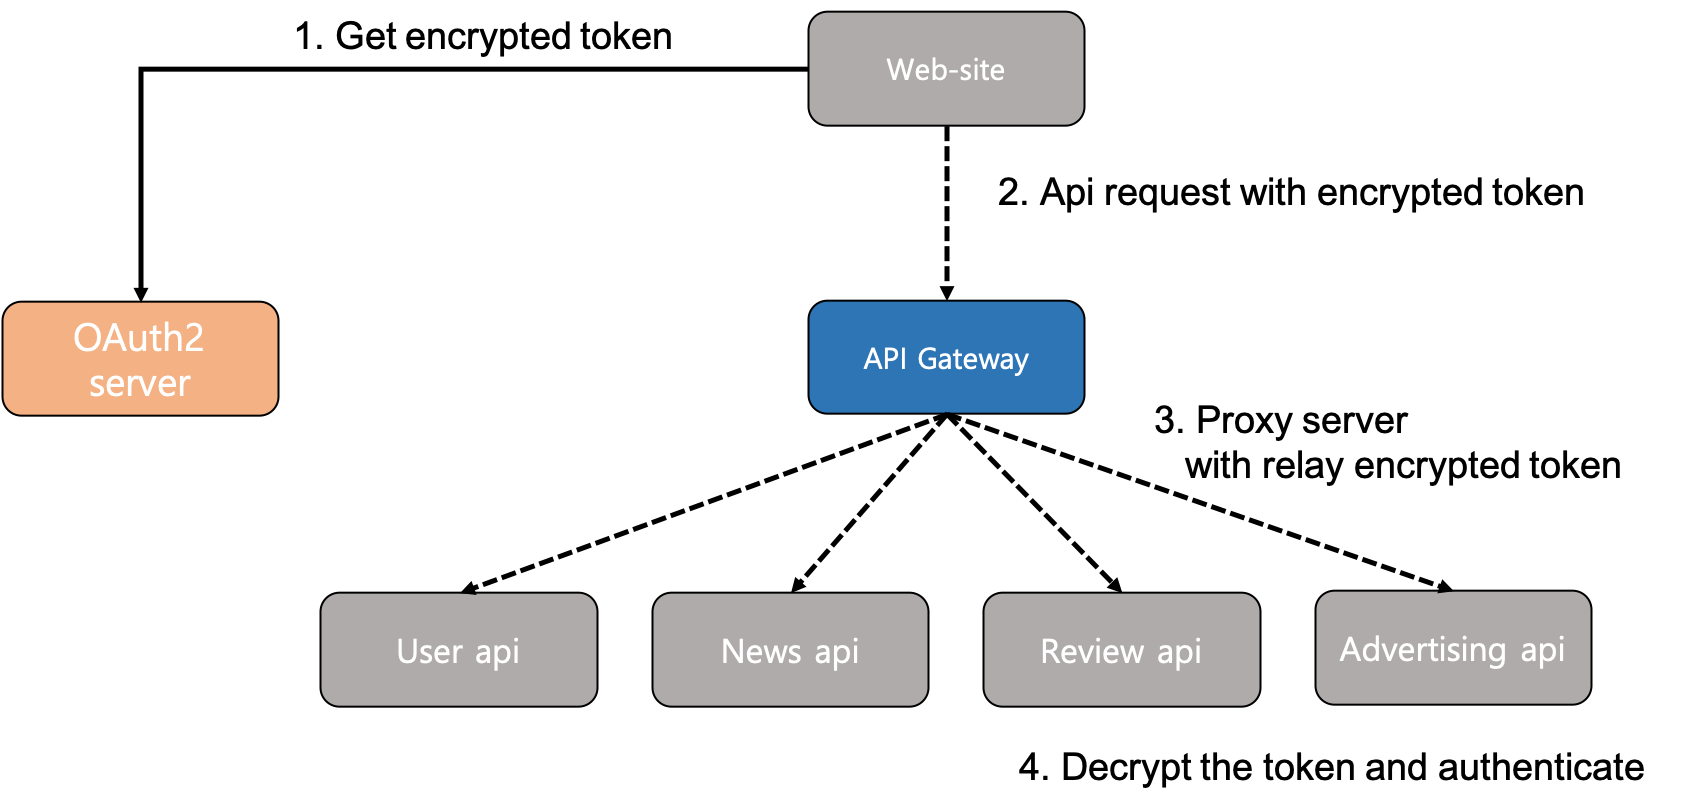 1. Get encrypted token
Web-site
2. Api request with encrypted token
OAuth2
server
API Gateway
3. Proxy server
with relay encrypted token
User api
News api
Review api
Advertising api
4. Decrypt the token and authenticate